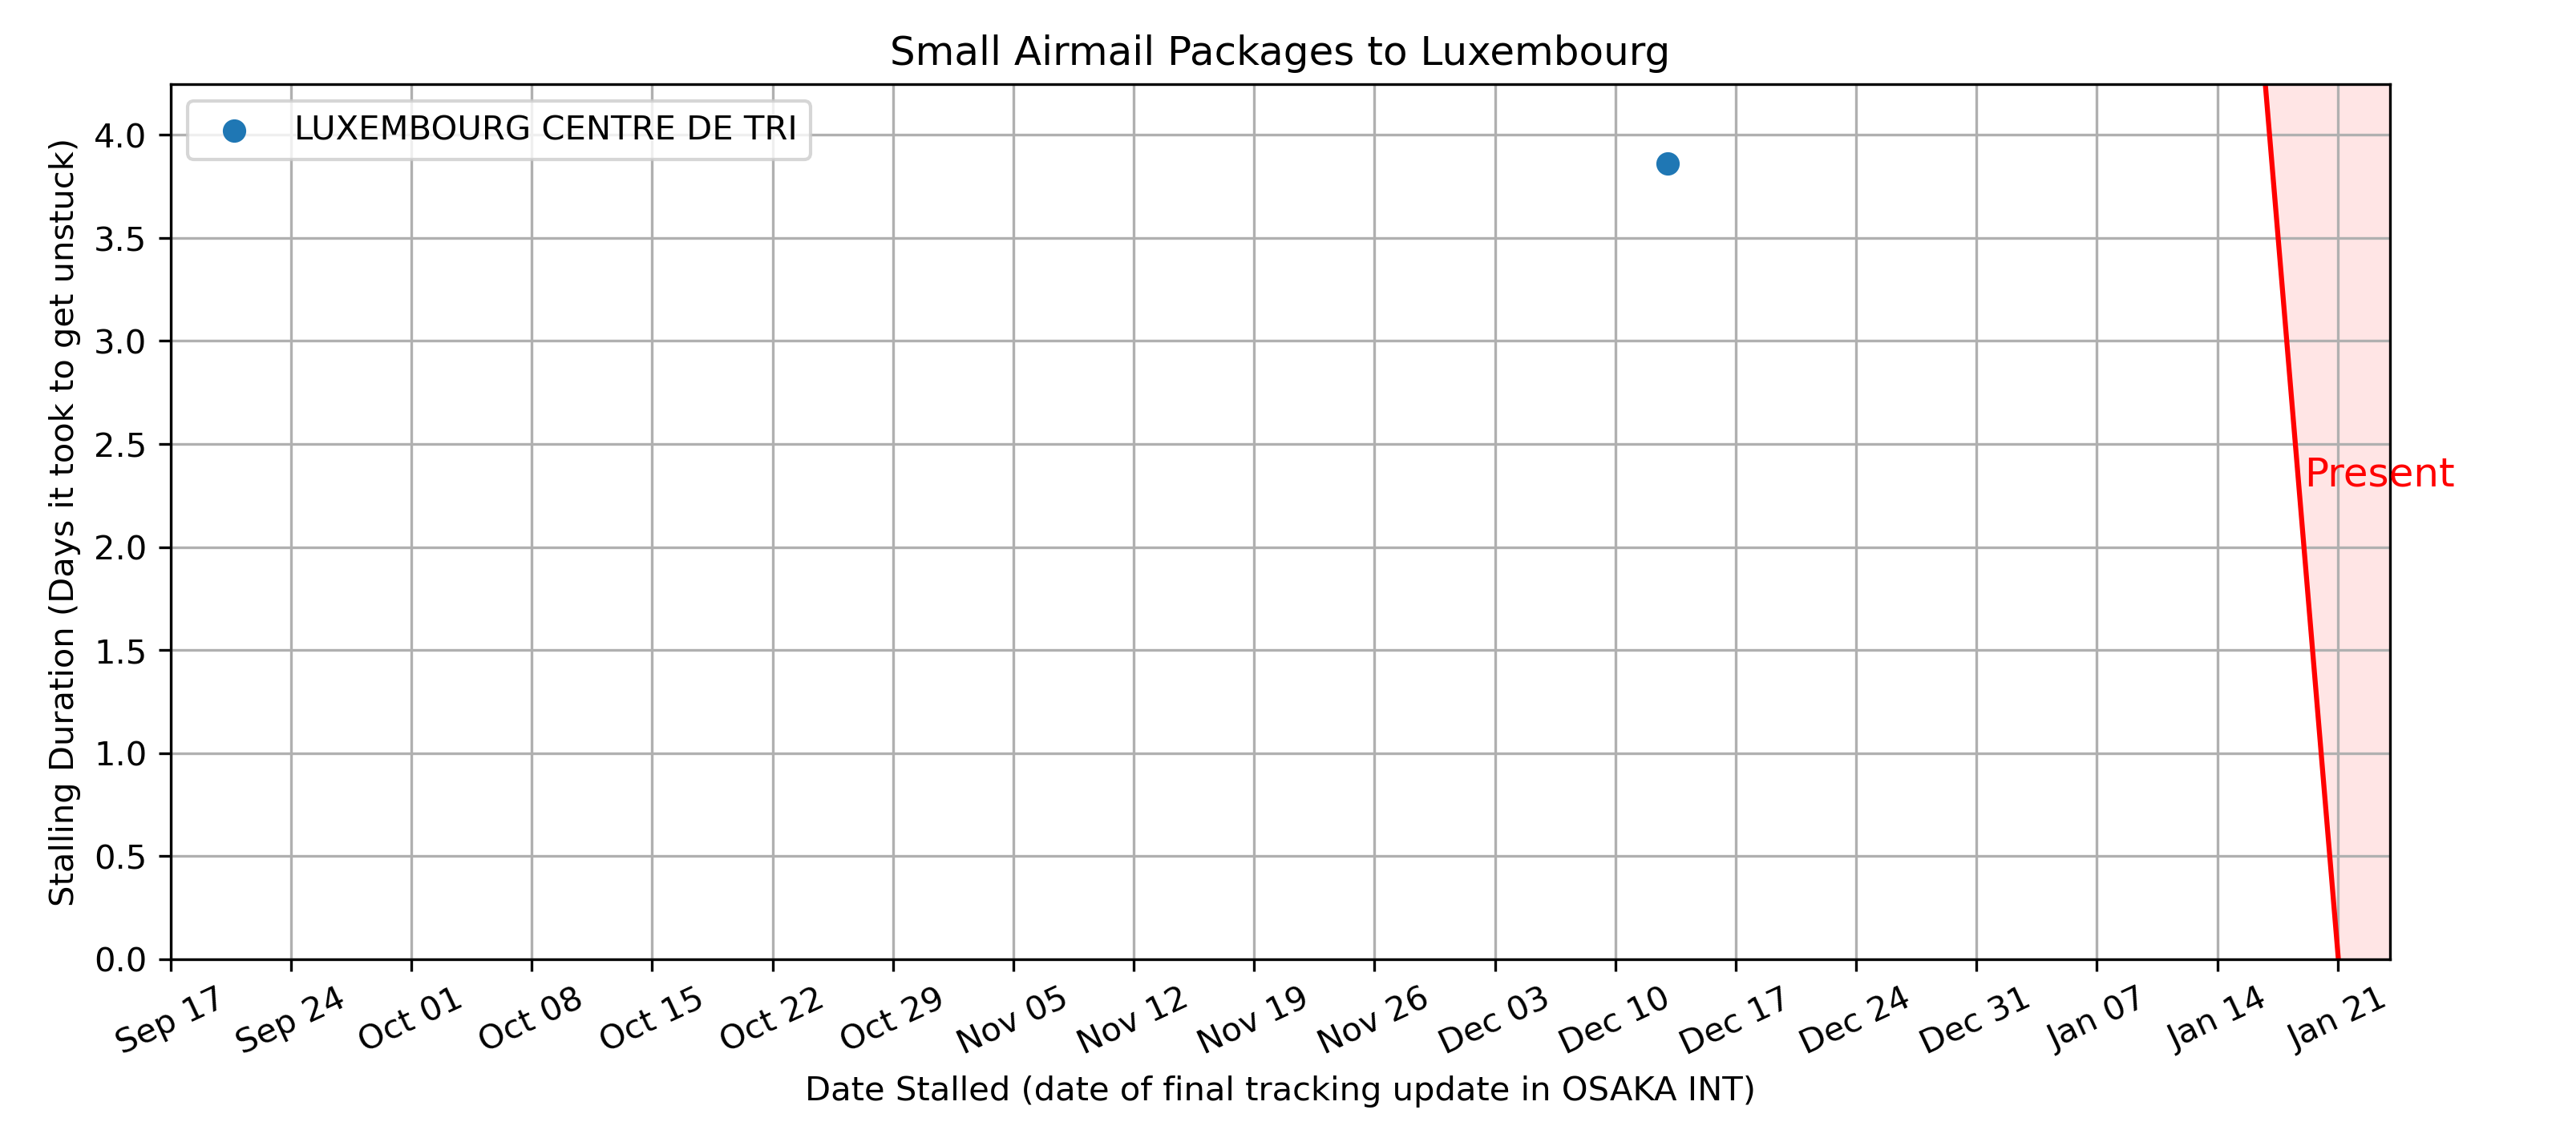 Small Airmail Packages to Luxembourg
LUXEMBOURG CENTRE DE TRI
Stalling Duration (Days it took to get unstuck)
4.0
3.5
3.0
2.5
2.0
1.5
1.0
0.5
0.0
Present
Sep 17
Sep 24
Oct 01
Oct 08
Oct 15
Oct 22
Oct 29
Nov 05
Nov 12
Nov 19
Nov 26
Dec 03
Dec 10
Dec 17
Dec 24
Dec 31
Jan 07
Jan 14
Jan 21
Date Stalled (date of final tracking update in OSAKA INT)